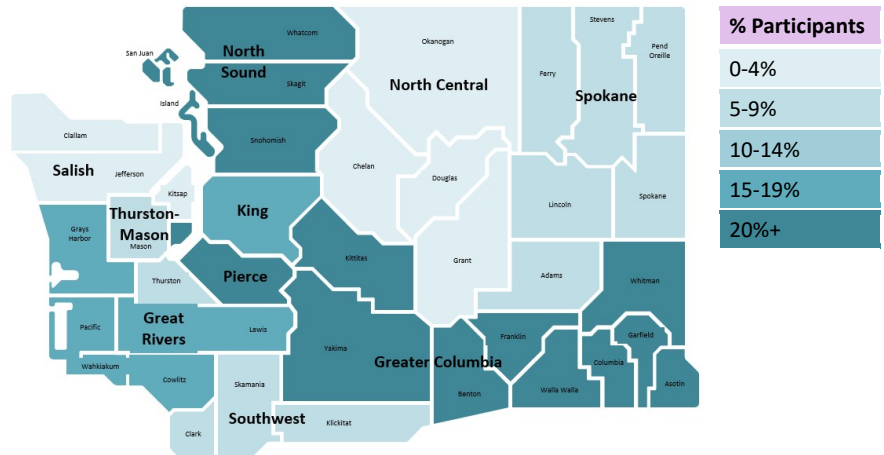 Whatcom
North
Sound
San Juan
Skagit
Island
Snohomish
Okanogan
North Central
Ferry
Stevens
Pend
Oreille
Spokane
Clallam
Salish
Jefferson
Kitsap
Chelan
Douglas
Lincoln
Spokane
Grays
Harbor
Thurston-
Mason
Mason
King
Kittitas
Grant
Adams
Whitman
Thurston
Pierce
Pacific
Great
Rivers
Lewis
Yakima
Greater Columbia
Franklin
Garfield
Columbia
Wahkiakum
Cowlitz
Skamania
Benton
Walla Walla
Asotin
Southwest
Clark
Klickitat
% Participants
0-4%
5-9%
10-14%
15-19%
20%+